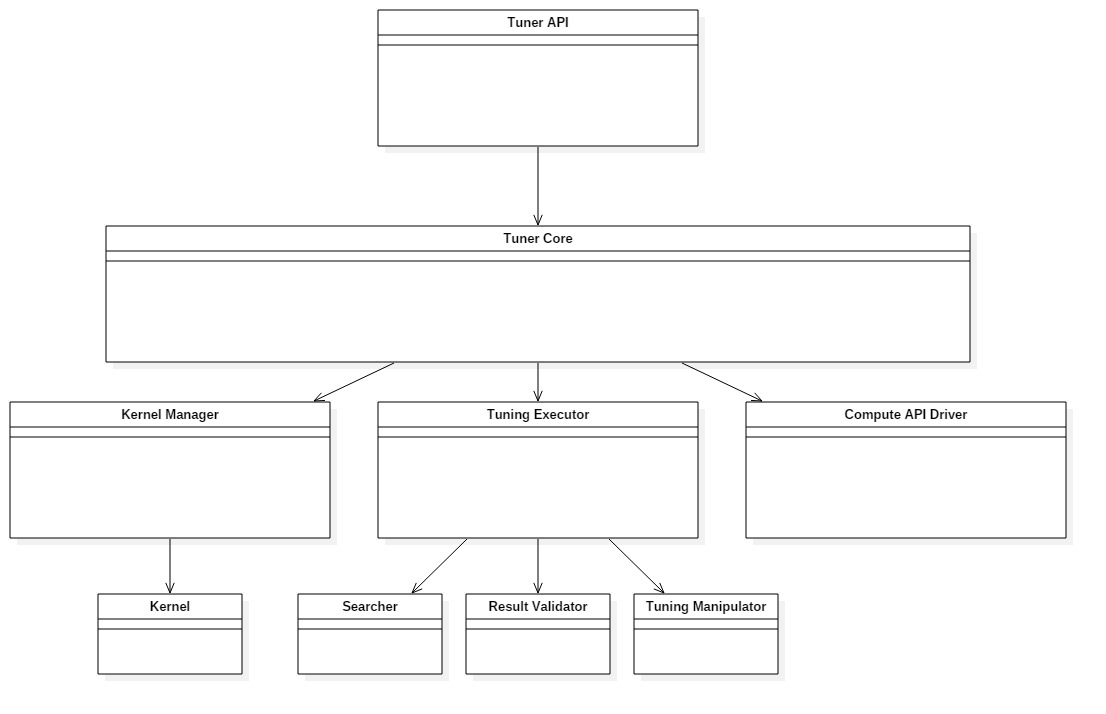 Tuner API
Tuner Core
Kernel Manager
Tuning Executor
Compute API Driver
Kernel
Searcher
Result Validator
Tuning Manipulator